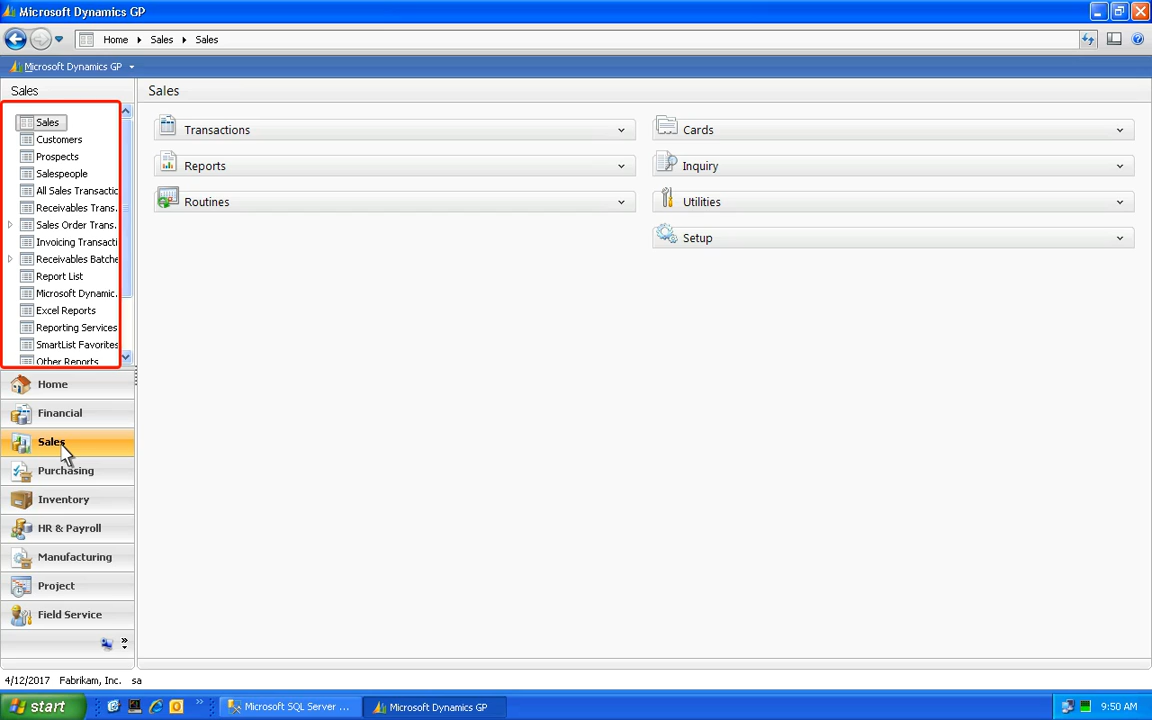 Microsoft Dynamics GP
Home Sales Sales
Microsoft Dynamics GP
Sales
Sales
Sales
Customers
Prospects
Salespeople
All Sales Transactio
Receivables Trans.
Sales Order Trans.
Invoicing Transacti
Receivables Batche
Report List
Microsoft Dynamic.
Excel Reports
Reporting Services
SmartList Favorites
Other Reports
Transactions
Reports
Routines
Cards
Inquiry
Utilities
Setup
Home
Financial
Sales
Purchasing
Inventory
HR & Payroll
Manufacturing
Project
Field Service
4/12/2017 Fabrikam, Inc. sa
start Microsoft SQL Server ... Microsoft Dynamics GP 9:50 AM